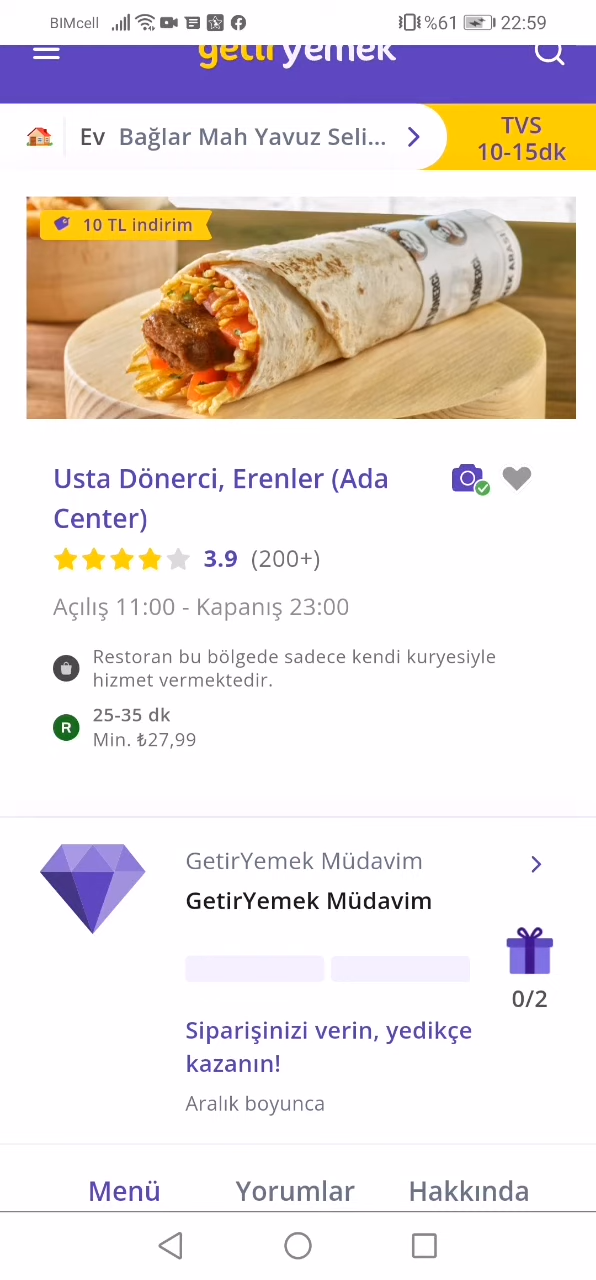 BIMcell %61 22:59
getiryemek
Ev Bağlar Mah Yavuz Seli...
TVS
10-15dk
10 TL indirim
Usta Dönerci, Erenler (Ada
Center)
3.9 (200+)
Açılış 11:00 - Kapanış 23:00
Restoran bu bölgede sadece kendi kuryesiyle
hizmet vermektedir.
R
25-35 dk
Min. ₺27,99
GetirYemek Müdavim
GetirYemek Müdavim
0/2
Siparişinizi verin, yedikçe
kazanın!
Aralık boyunca
Menü Yorumlar Hakkında